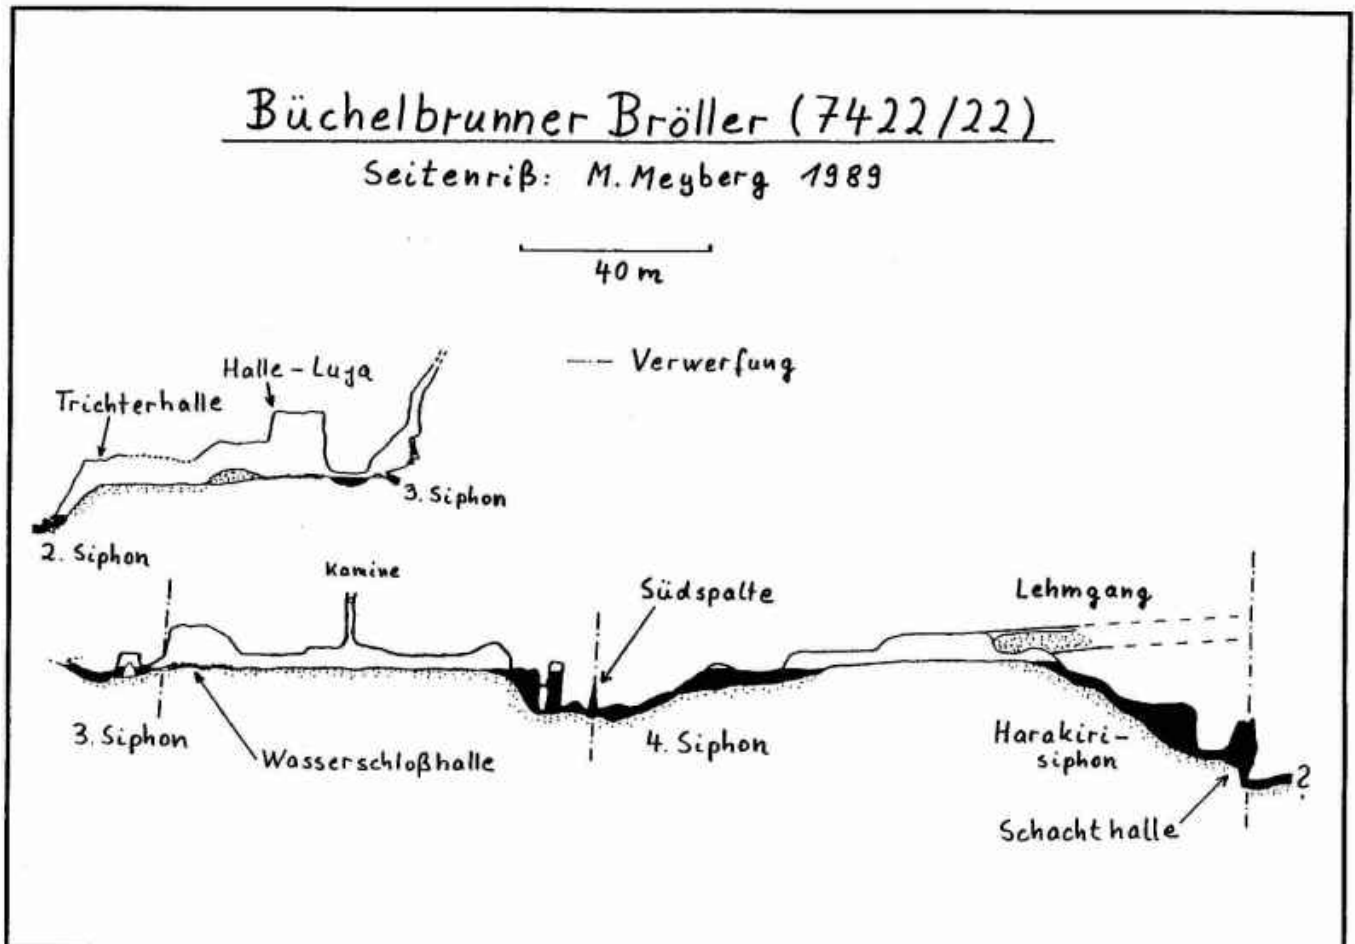 Büchelbrunner Bröller (7422/22)
Seitenriß: M. Meyberg 1989
40 m
Verwerfung
Halle-Luja
Trichterhalle
3. Siphon
2. Siphon
Kamine
Südspalte
Lehmgang
3. Siphon
Wasserschloßhalle
4. Siphon
Harakiri-
siphon
?
Schachthalle